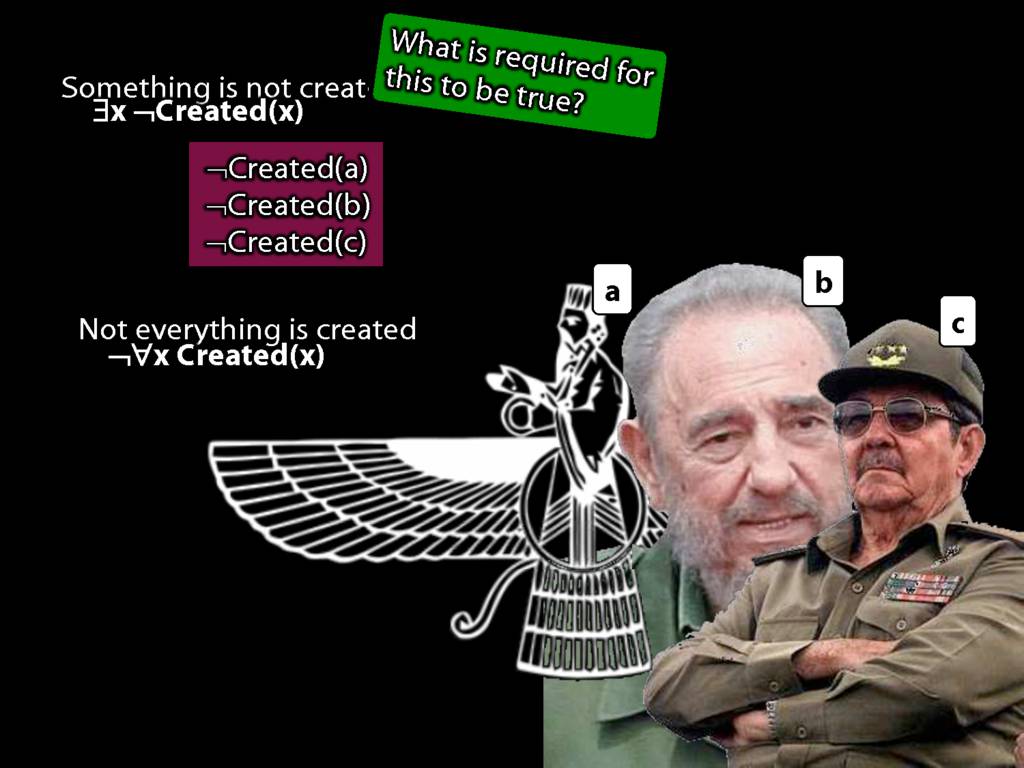 Something is not creat
∃x ¬Created(x)
What is required for
this to be true?
¬Created(a)
¬Created(b)
¬Created(c)
Not everything is created
¬∀x Created(x)
a
b
c